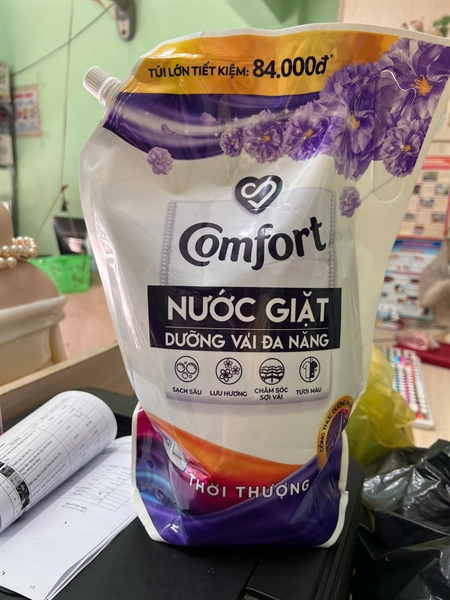 TÚI LỚN TIẾT KIỆM: 84.000đ*
Comfort
NƯỚC GIẶT
DƯỠNG VẢI ĐA NĂNG
SẠCH SÂU LƯU HƯƠNG CHĂM SÓC SỢI VẢI TƯƠI MÀU
THỜI THƯỢNG